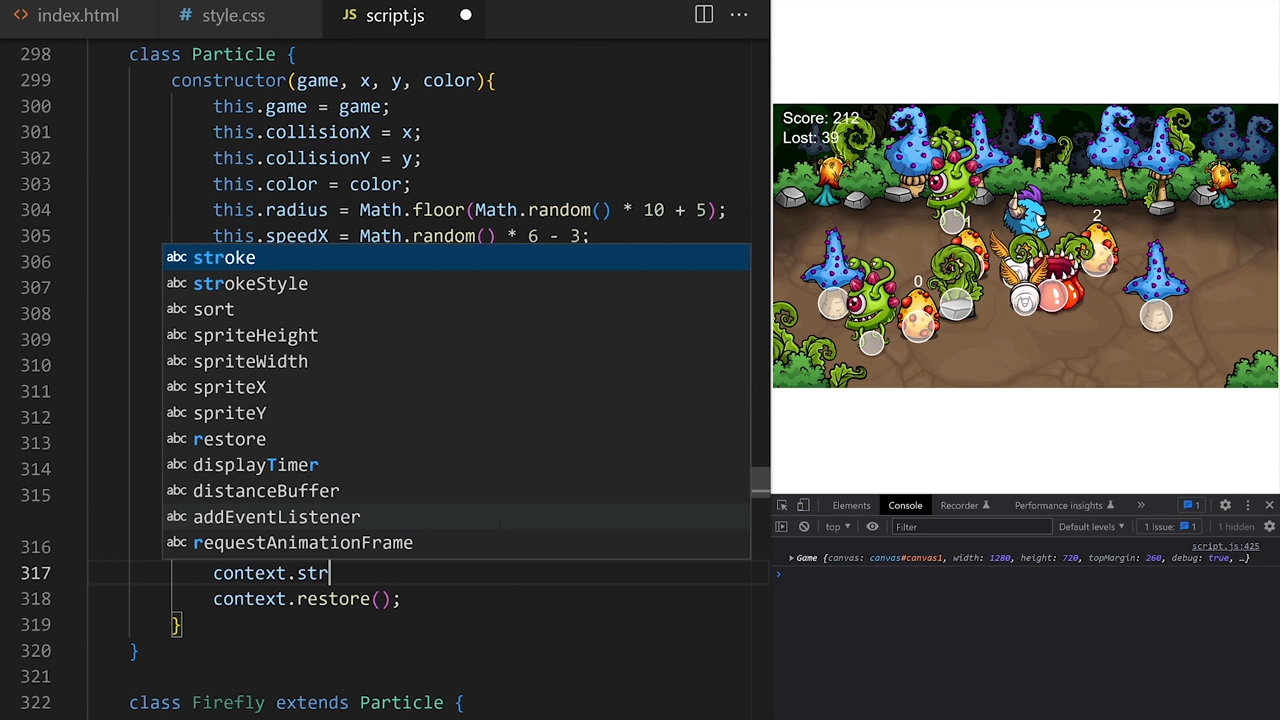 <> index.html
# style.css
JS script.js
298 class Particle {
299 constructor(game, x, y, color){
300 this.game = game;
301 this.collisionX = x;
302 this.collisionY = y;
303 this.color = color;
304 this.radius = Math.floor(Math.random() * 10 + 5);
305 this.speedX = Math.random() * 6 - 3;
306
307
308
309
310
311
312
313
314
315
316
abc stroke
abc strokeStyle
abc sort
abc spriteHeight
abc spriteWidth
abc spriteX
abc spriteY
abc restore
abc displayTimer
abc distanceBuffer
abc addEventListener
abc requestAnimationFrame
317 context.str
318 context.restore();
319 }
320 }
321
322 class Firefly extends Particle {
Score: 212
Lost: 39
1
2
0
Elements
Console
Recorder
Performance insights
»
1
top
Filter
Default levels
1 Issue: 1
1 hidden
script.js:425
Game {canvas: canvas#canvas1, width: 1280, height: 720, topMargin: 260, debug: true, …}